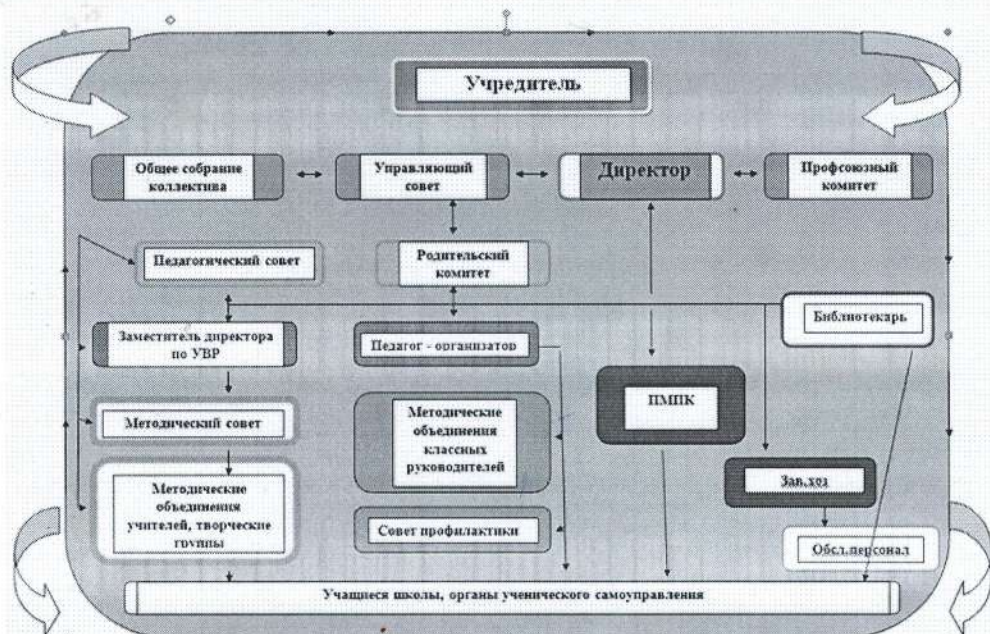 Учредитель
Общее собрание
коллектива
Управляющий
совет
Директор
Профсоюзный
комитет
Педагогический совет
Родительский
комитет
Библиотекарь
Заместитель директора
по УВР
Педагог - организатор
ПМПК
Методический совет
Методические
объединения
классных
руководителей
Зав.хоз
Методические
объединения
учителей, творческие
группы
Совет профилактики
Обсл.персонал
Учащиеся школы, органы ученического самоуправления